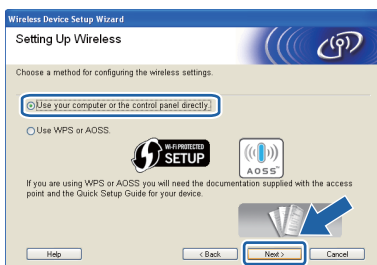 Wireless Device Setup Wizard
Setting Up Wireless
Choose a method for configuring the wireless settings.
Use your computer or the control panel directly.
Use WPS or AOSS.
Wi-Fi PROTECTED
SETUP
AOSS
If you are using WPS or AOSS you will need the documentation supplied with the access
point and the Quick Setup Guide for your device.
Help
< Back
Next >
Cancel